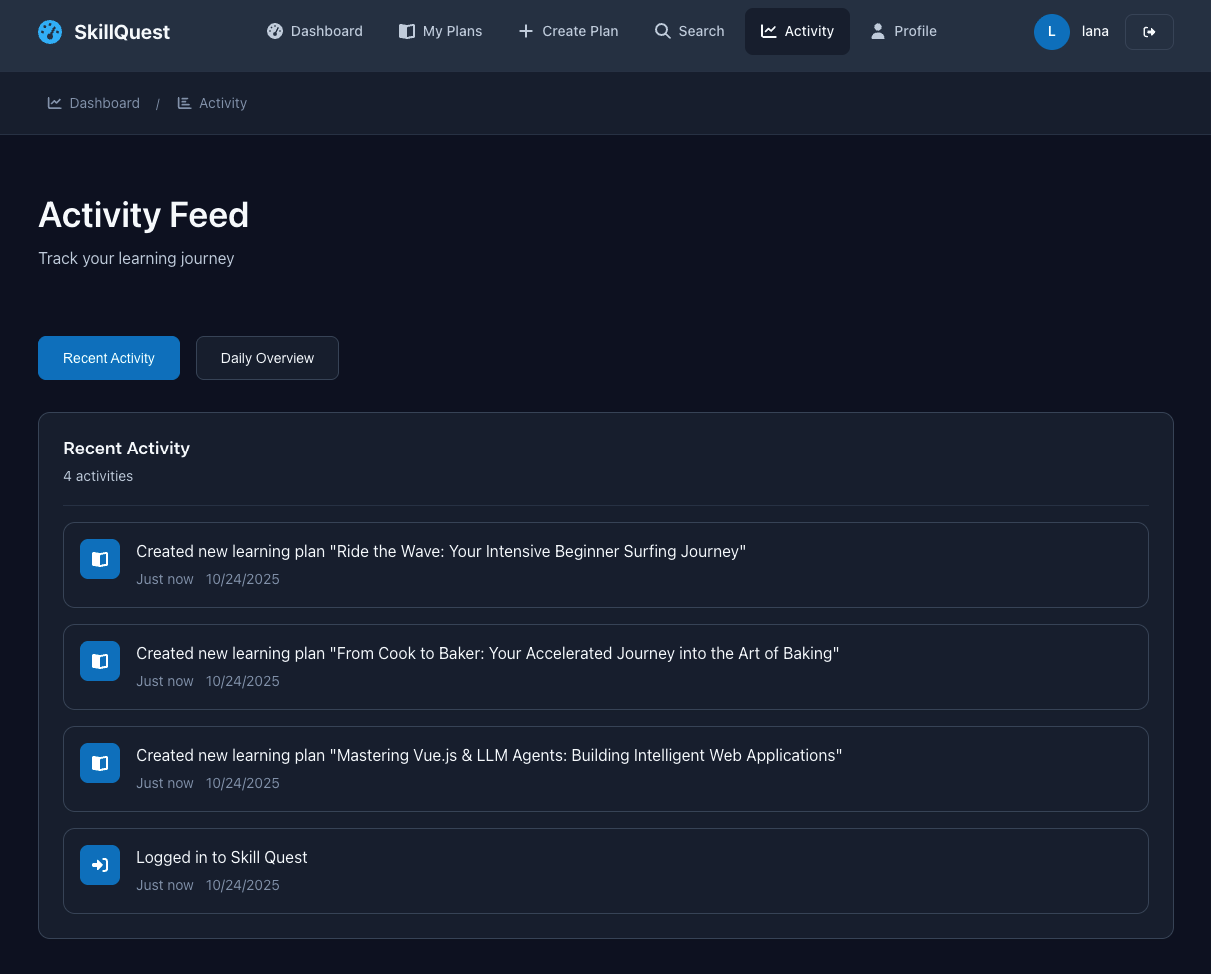 SkillQuest
Dashboard
My Plans
Create Plan
Search
Activity
Profile
L
lana
Dashboard / Activity
Activity Feed
Track your learning journey
Recent Activity
Daily Overview
Recent Activity
4 activities
Created new learning plan "Ride the Wave: Your Intensive Beginner Surfing Journey"
Just now 10/24/2025
Created new learning plan "From Cook to Baker: Your Accelerated Journey into the Art of Baking"
Just now 10/24/2025
Created new learning plan "Mastering Vue.js & LLM Agents: Building Intelligent Web Applications"
Just now 10/24/2025
Logged in to Skill Quest
Just now 10/24/2025